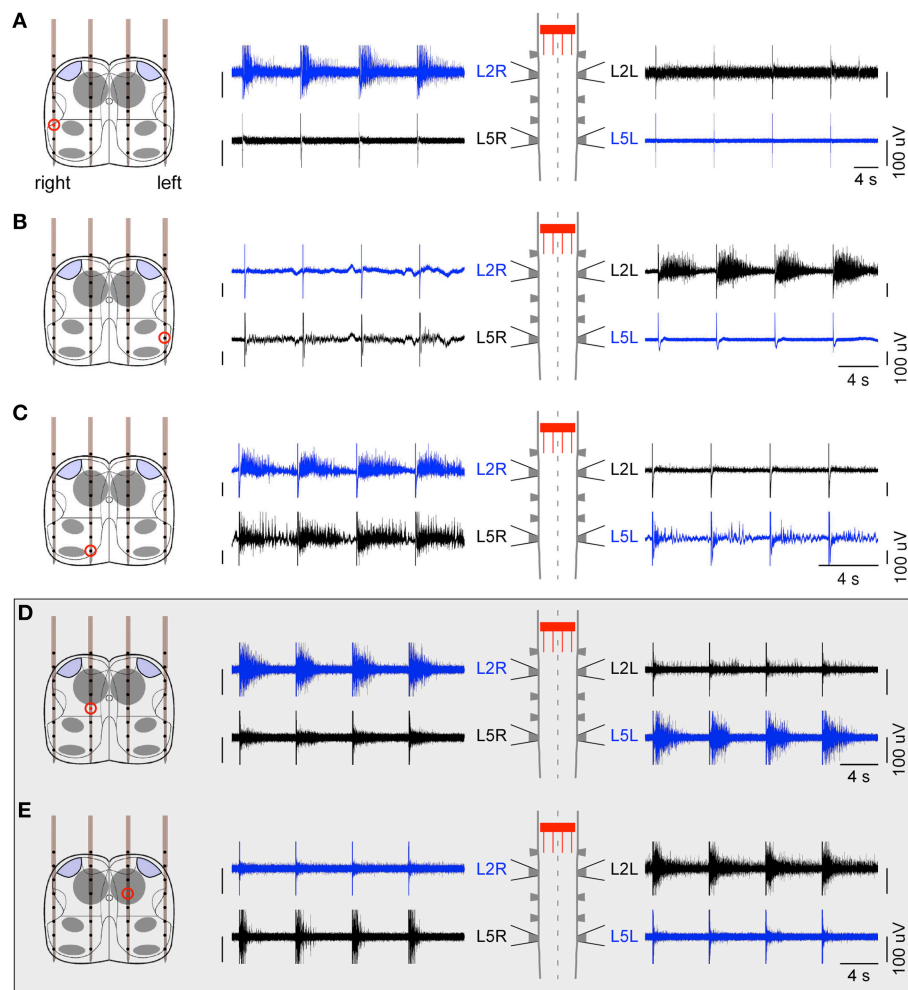 A
L2R
L2L
L5R
L5L
right
left
4 s
100 uV
B
L2R
L2L
L5R
L5L
4 s
100 uV
C
L2R
L2L
L5R
L5L
4 s
100 uV
D
L2R
L2L
L5R
L5L
4 s
100 uV
E
L2R
L2L
L5R
L5L
4 s
100 uV